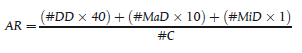 AR = (#DD × 40) + (#MaD × 10) + (#MiD × 1) / #C